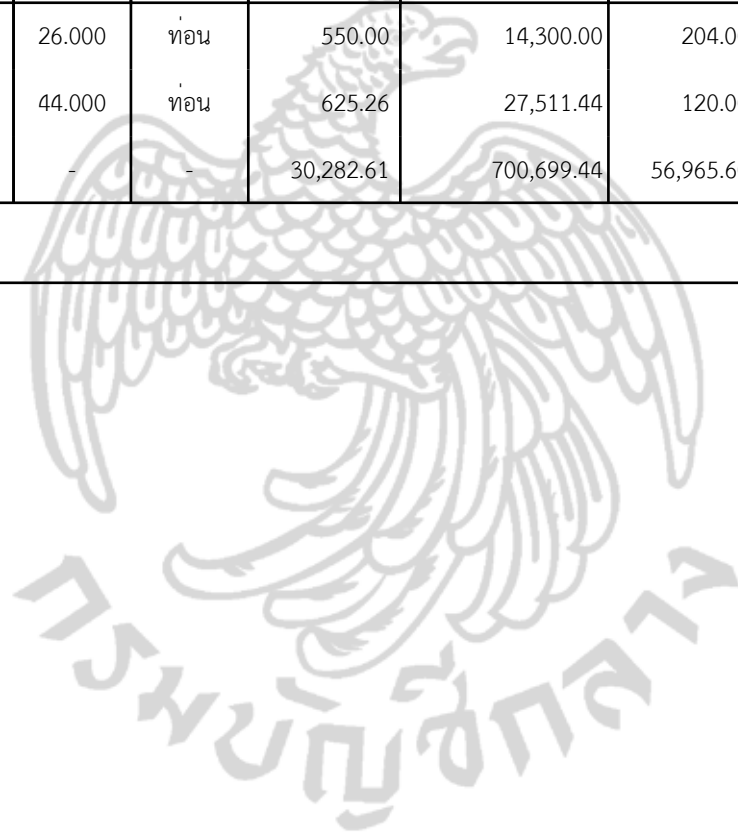 26.000 ท่อน 550.00 14,300.00 204.0
44.000 ท่อน 625.26 27,511.44 120.0
- - 30,282.61 700,699.44 56,965.6
กรมบัญชีกลาง